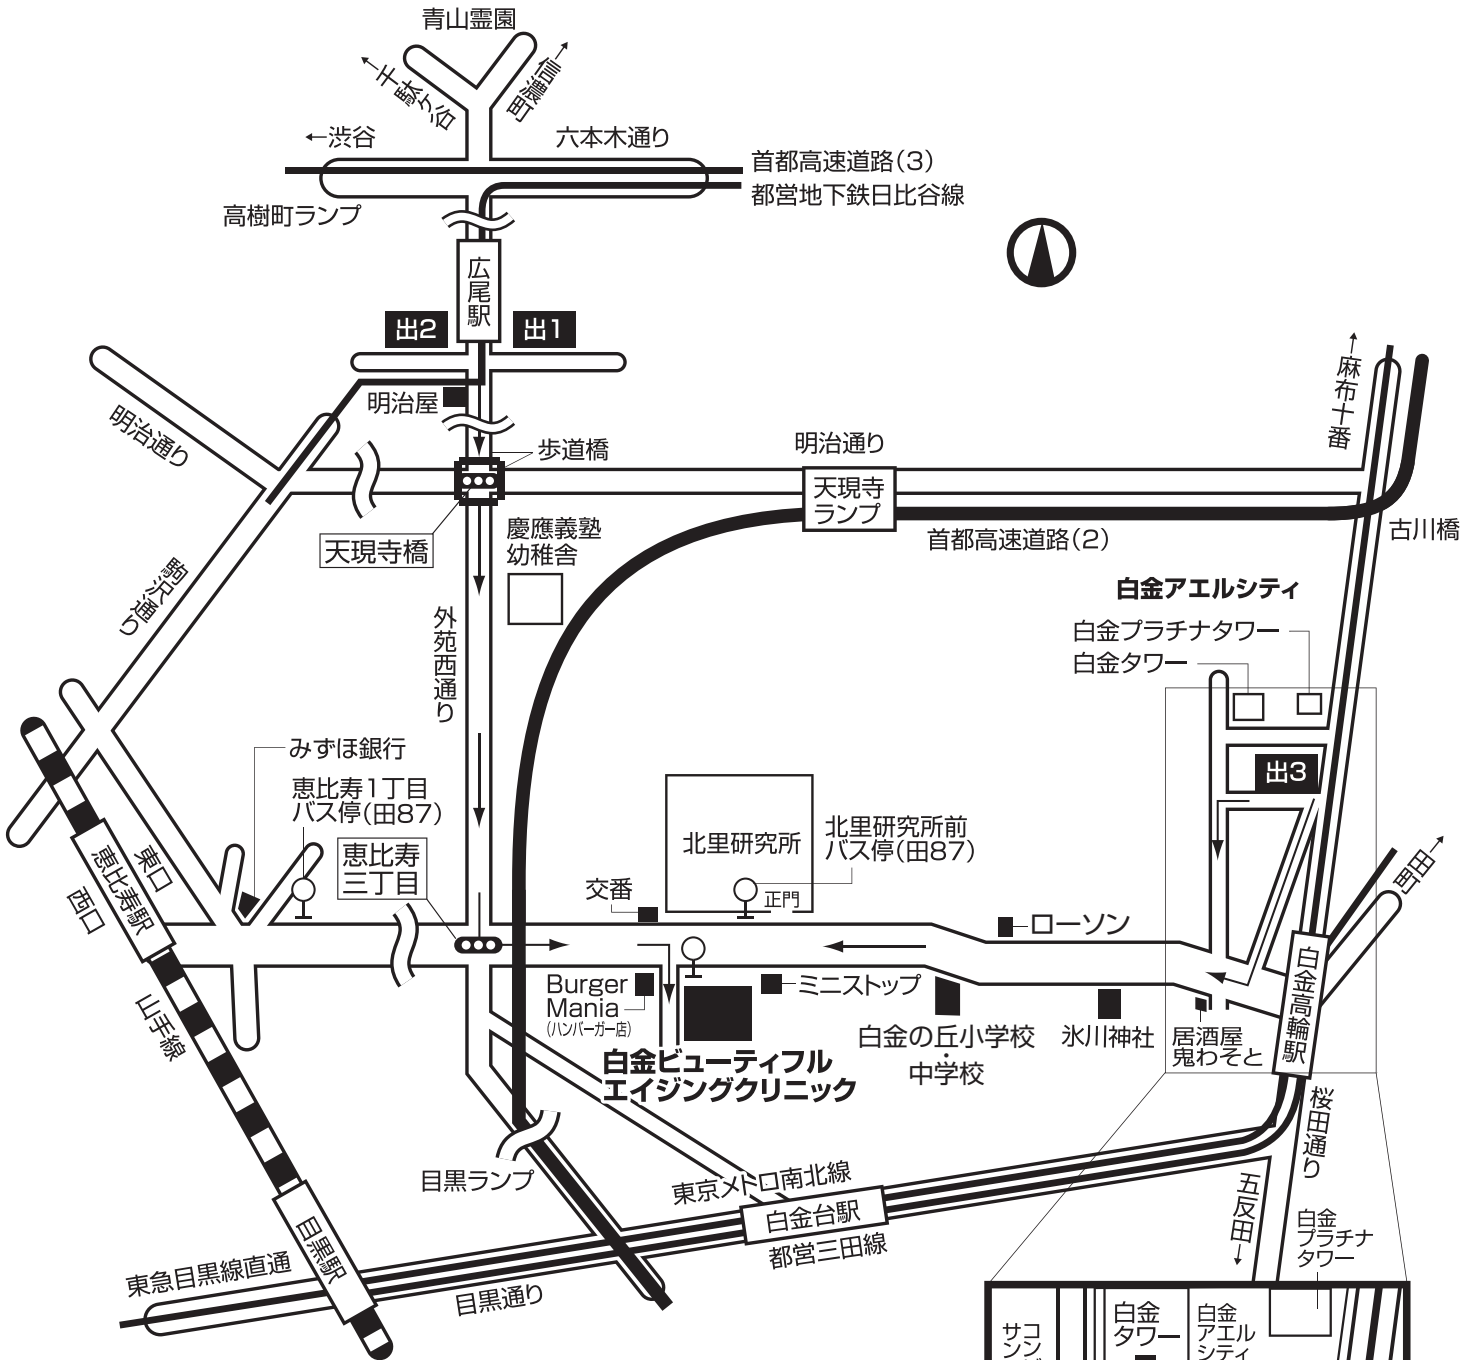 青山霊園
↑千駄ヶ谷
信濃町→
←渋谷
六本木通り
首都高速道路(3)
都営地下鉄日比谷線
高樹町ランプ
広尾駅
出2
出1
明治屋
明治通り
歩道橋
明治通り
天現寺
ランプ
←麻布十番
首都高速道路(2)
古川橋
天現寺橋
慶應義塾
幼稚舎
駒沢通り
外苑西通り
白金アエルシティ
白金プラチナタワー
白金タワー
出3
みずほ銀行
恵比寿1丁目
バス停(田87)
恵比寿
三丁目
北里研究所
北里研究所前
バス停(田87)
正門
交番
ローソン
田町→
東口
恵比寿駅
西口
山手線
Burger
Mania
(ハンバーガー店)
ミニストップ
白金の丘小学校
・
中学校
氷川神社
居酒屋
鬼わそと
白金高輪駅
白金ビューティフル
エイジングクリニック
桜田通り
五反田→
目黒ランプ
東京メトロ南北線
白金台駅
都営三田線
目黒駅
東急目黒線直通
目黒通り
白金
プラチナ
タワー
白金
タワー
白金
アエル
シティ
サンコ